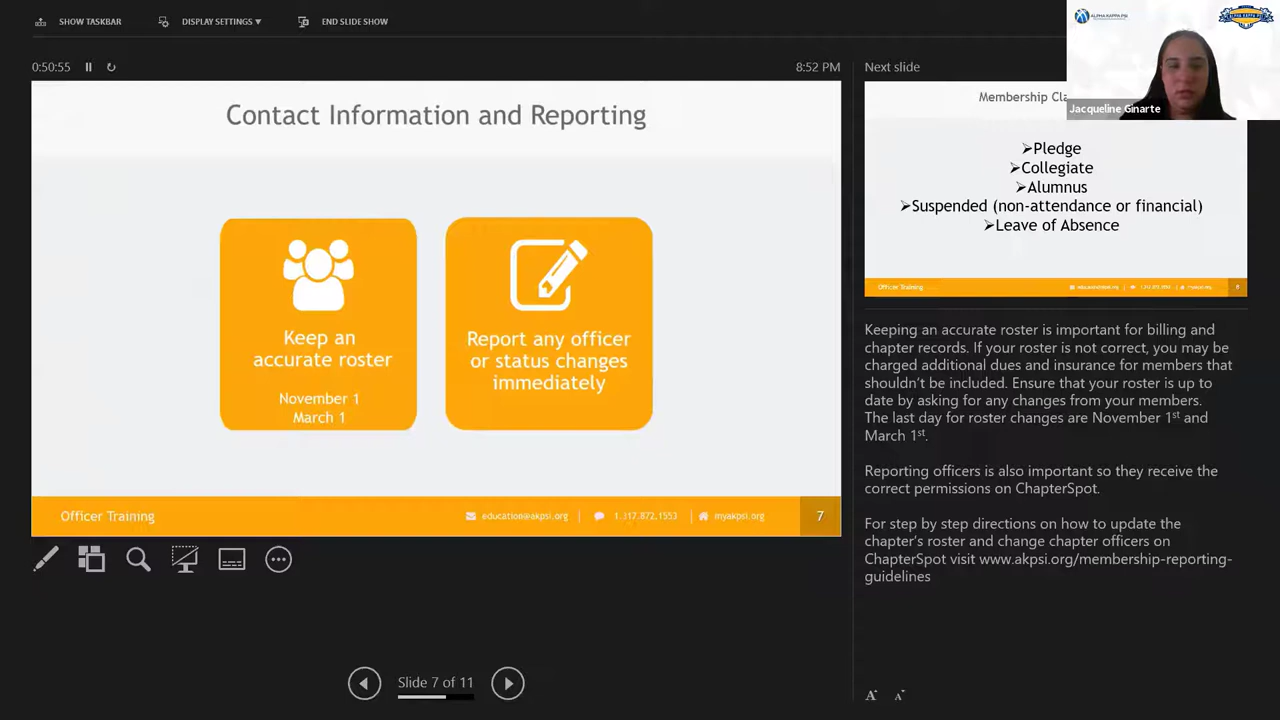 SHOW TASKBAR
DISPLAY SETTINGS
END SLIDE SHOW
ALPHA KAPPA PSI
0:50:55
8:52 PM
Next slide
Jacqueline Ginarte
Contact Information and Reporting
Keep an
accurate roster
November 1
March 1
Report any officer
or status changes
immediately
Officer Training
education@akpsi.org
1.317.872.1553
myakpsi.org
7
Membership Cla
➢Pledge
➢Collegiate
➢Alumnus
➢Suspended (non-attendance or financial)
➢Leave of Absence
Officer Training
8
Keeping an accurate roster is important for billing and
chapter records. If your roster is not correct, you may be
charged additional dues and insurance for members that
shouldn't be included. Ensure that your roster is up to
date by asking for any changes from your members.
The last day for roster changes are November 1st and
March 1st.
Reporting officers is also important so they receive the
correct permissions on ChapterSpot.
For step by step directions on how to update the
chapter's roster and change chapter officers on
ChapterSpot visit www.akpsi.org/membership-reporting-
guidelines
Slide 7 of 11
A A